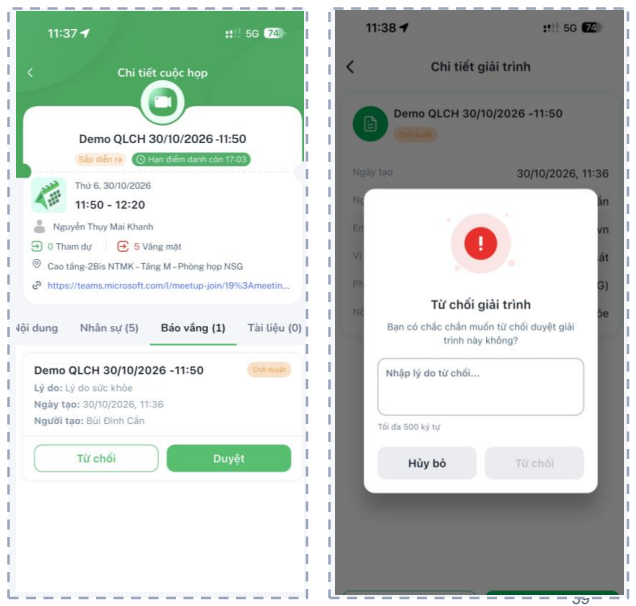 11:37
5G 74
Chi tiết cuộc họp
Demo QLCH 30/10/2026 -11:50
Sắp diễn ra
Hạn điểm danh còn 17:03
Thứ 6, 30/10/2026
11:50 - 12:20
Nguyễn Thụy Mai Khanh
0 Tham dự
5 Vắng mặt
Cao tầng-2Bis NTMK – Tầng M – Phòng họp NSG
https://teams.microsoft.com/l/meetup-join/19%3Ameetin...
Nội dung
Nhân sự (5)
Báo vắng (1)
Tài liệu (0)
Demo QLCH 30/10/2026 -11:50
Chờ duyệt
Lý do: Lý do sức khỏe
Ngày tạo: 30/10/2026, 11:36
Người tạo: Bùi Đình Cần
Từ chối
Duyệt
11:38
5G 74
Chi tiết giải trình
Demo QLCH 30/10/2026 -11:50
Chờ duyệt
Ngày tạo
30/10/2026, 11:36
Từ chối giải trình
Bạn có chắc chắn muốn từ chối duyệt giải
trình này không?
Nhập lý do từ chối...
Tối đa 500 ký tự
Hủy bỏ
Từ chối